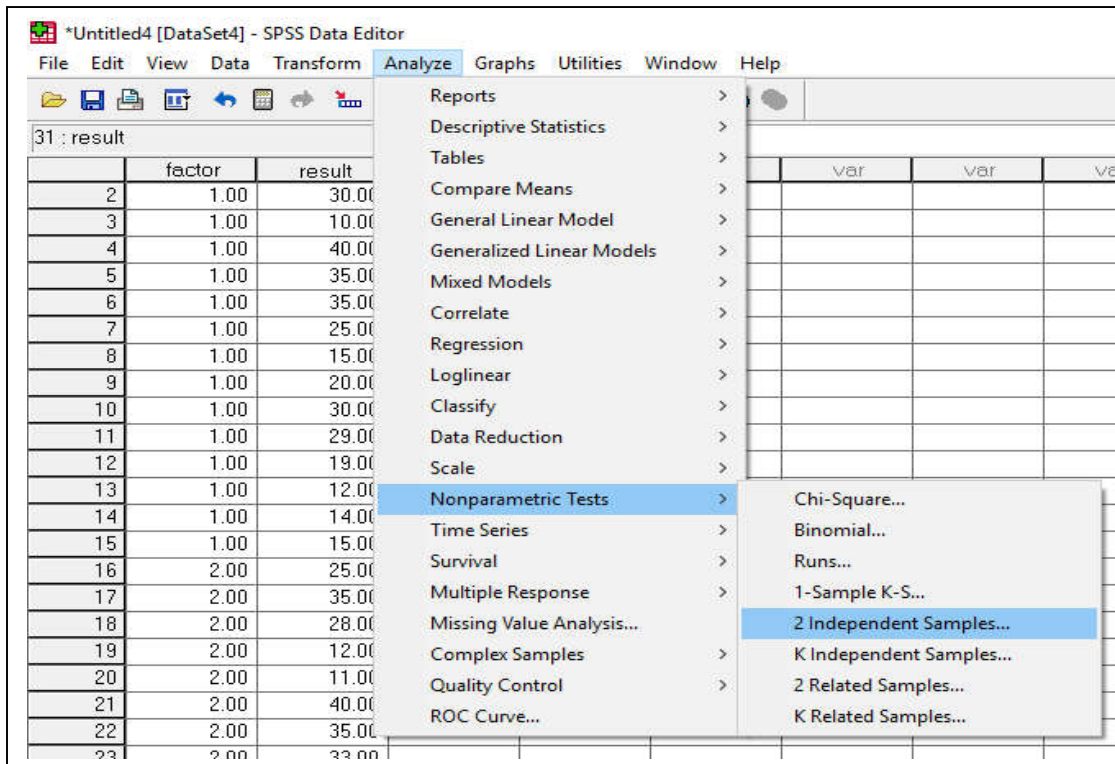 *Untitled4 [DataSet4] - SPSS Data Editor
File Edit View Data Transform Analyze Graphs Utilities Window Help
31 : result
factor result var var va
2 1.00 30.00
3 1.00 10.00
4 1.00 40.00
5 1.00 35.00
6 1.00 35.00
7 1.00 25.00
8 1.00 15.00
9 1.00 20.00
10 1.00 30.00
11 1.00 29.00
12 1.00 19.00
13 1.00 12.00
14 1.00 14.00
15 1.00 15.00
16 2.00 25.00
17 2.00 35.00
18 2.00 28.00
19 2.00 12.00
20 2.00 11.00
21 2.00 40.00
22 2.00 35.00
23 2.00 33.00
Reports
Descriptive Statistics
Tables
Compare Means
General Linear Model
Generalized Linear Models
Mixed Models
Correlate
Regression
Loglinear
Classify
Data Reduction
Scale
Nonparametric Tests
Time Series
Survival
Multiple Response
Missing Value Analysis...
Complex Samples
Quality Control
ROC Curve...
Chi-Square...
Binomial...
Runs...
1-Sample K-S...
2 Independent Samples...
K Independent Samples...
2 Related Samples...
K Related Samples...